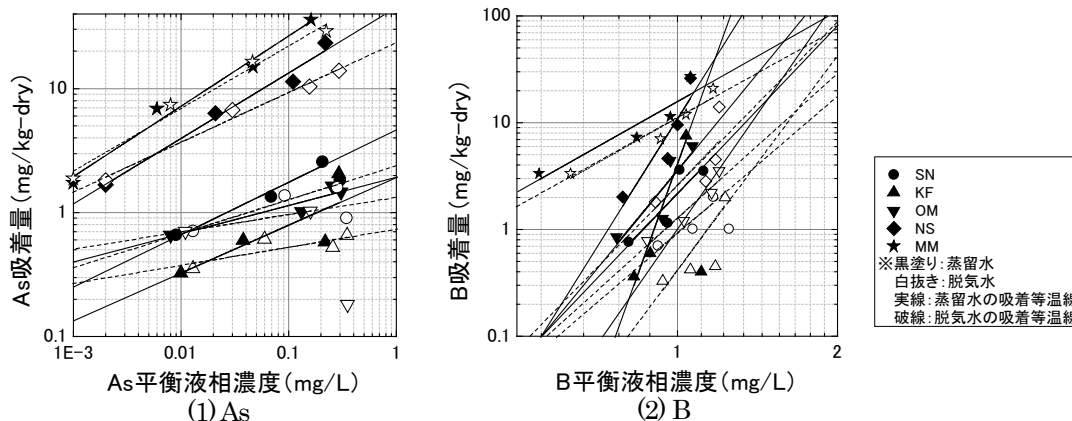 As吸着量(mg/kg-dry)
10
1
0.1
1E-3
0.01
0.1
1
As平衡液相濃度(mg/L)
(1) As
B吸着量(mg/kg-dry)
100
10
1
0.1
1
2
B平衡液相濃度(mg/L)
(2) B
SN
KF
OM
NS
MM
※黒塗り:蒸留水
白抜き:脱気水
実線:蒸留水の吸着等温線
破線:脱気水の吸着等温線